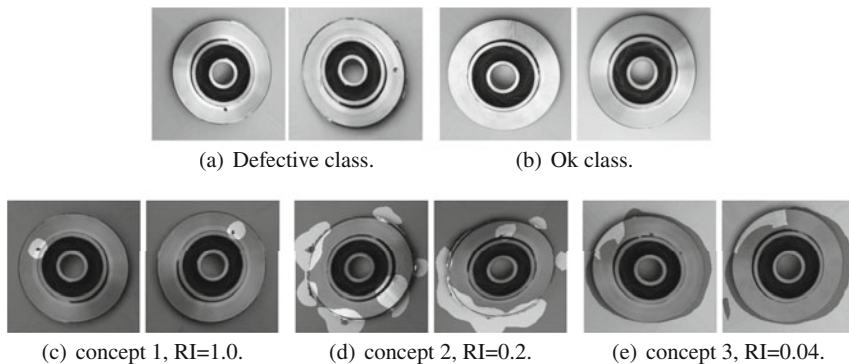 (a) Defective class.
(b) Ok class.
(c) concept 1, RI=1.0.
(d) concept 2, RI=0.2.
(e) concept 3, RI=0.04.